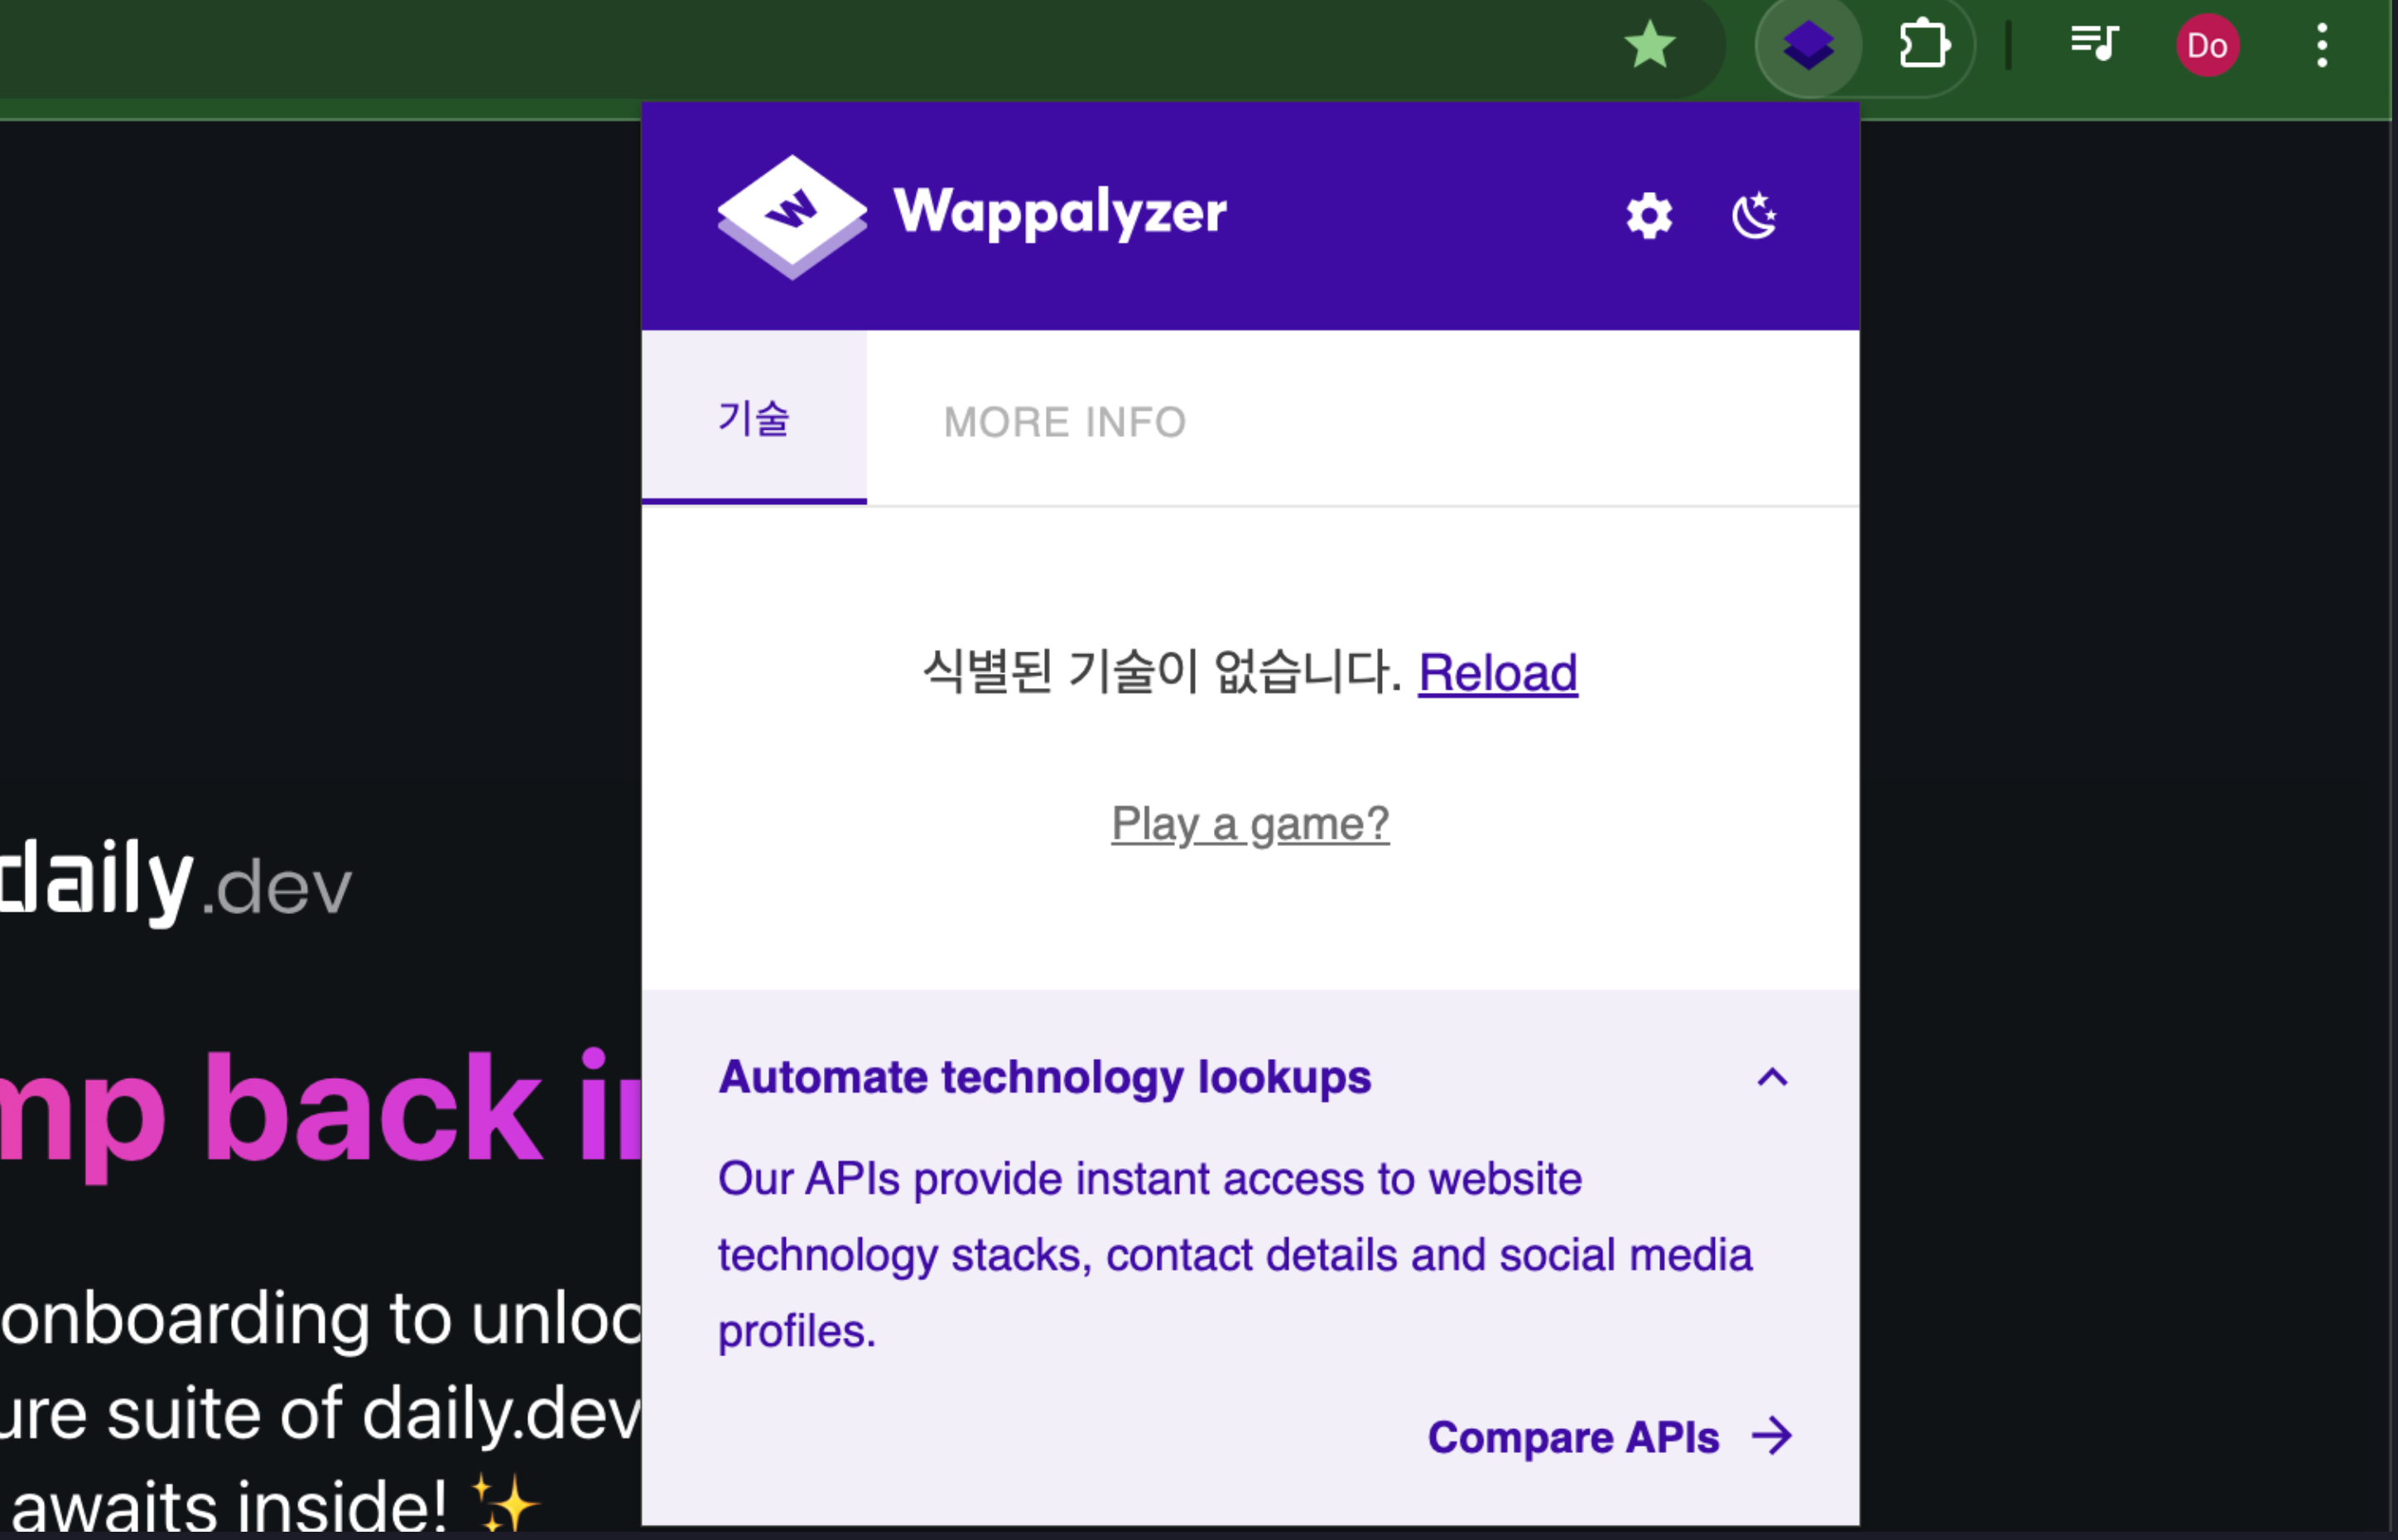 Do
W
Wappalyzer
기술
MORE INFO
식별된 기술이 없습니다. Reload
Play a game?
daily.dev
mp back in
onboarding to unloc
ure suite of daily.dev
awaits inside! ✨
Automate technology lookups
Our APIs provide instant access to website
technology stacks, contact details and social media
profiles.
Compare APIs →